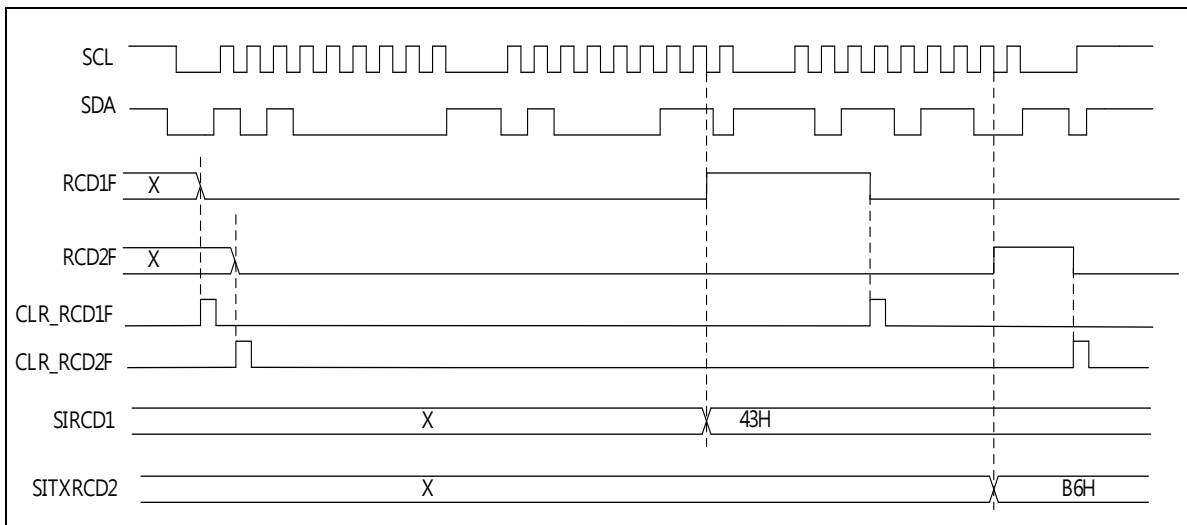 SCL
SDA
RCD1F X
RCD2F X
CLR_RCD1F
CLR_RCD2F
SIRCD1 X 43H
SITXRCD2 X B6H